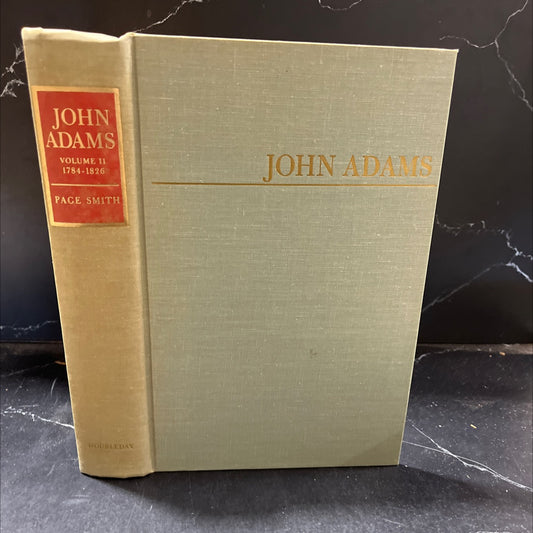 JOHN
ADAMS
VOLUME II
1784-1826
PAGE SMITH
DOUBLEDAY
JOHN ADAMS